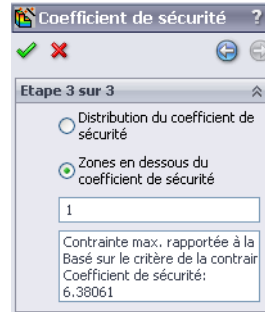 Coefficient de sécurité ?
Etape 3 sur 3
Distribution du coefficient de
sécurité
Zones en dessous du
coefficient de sécurité
1
Contrainte max. rapportée à la
Basé sur le critère de la contrair
Coefficient de sécurité:
6.38061